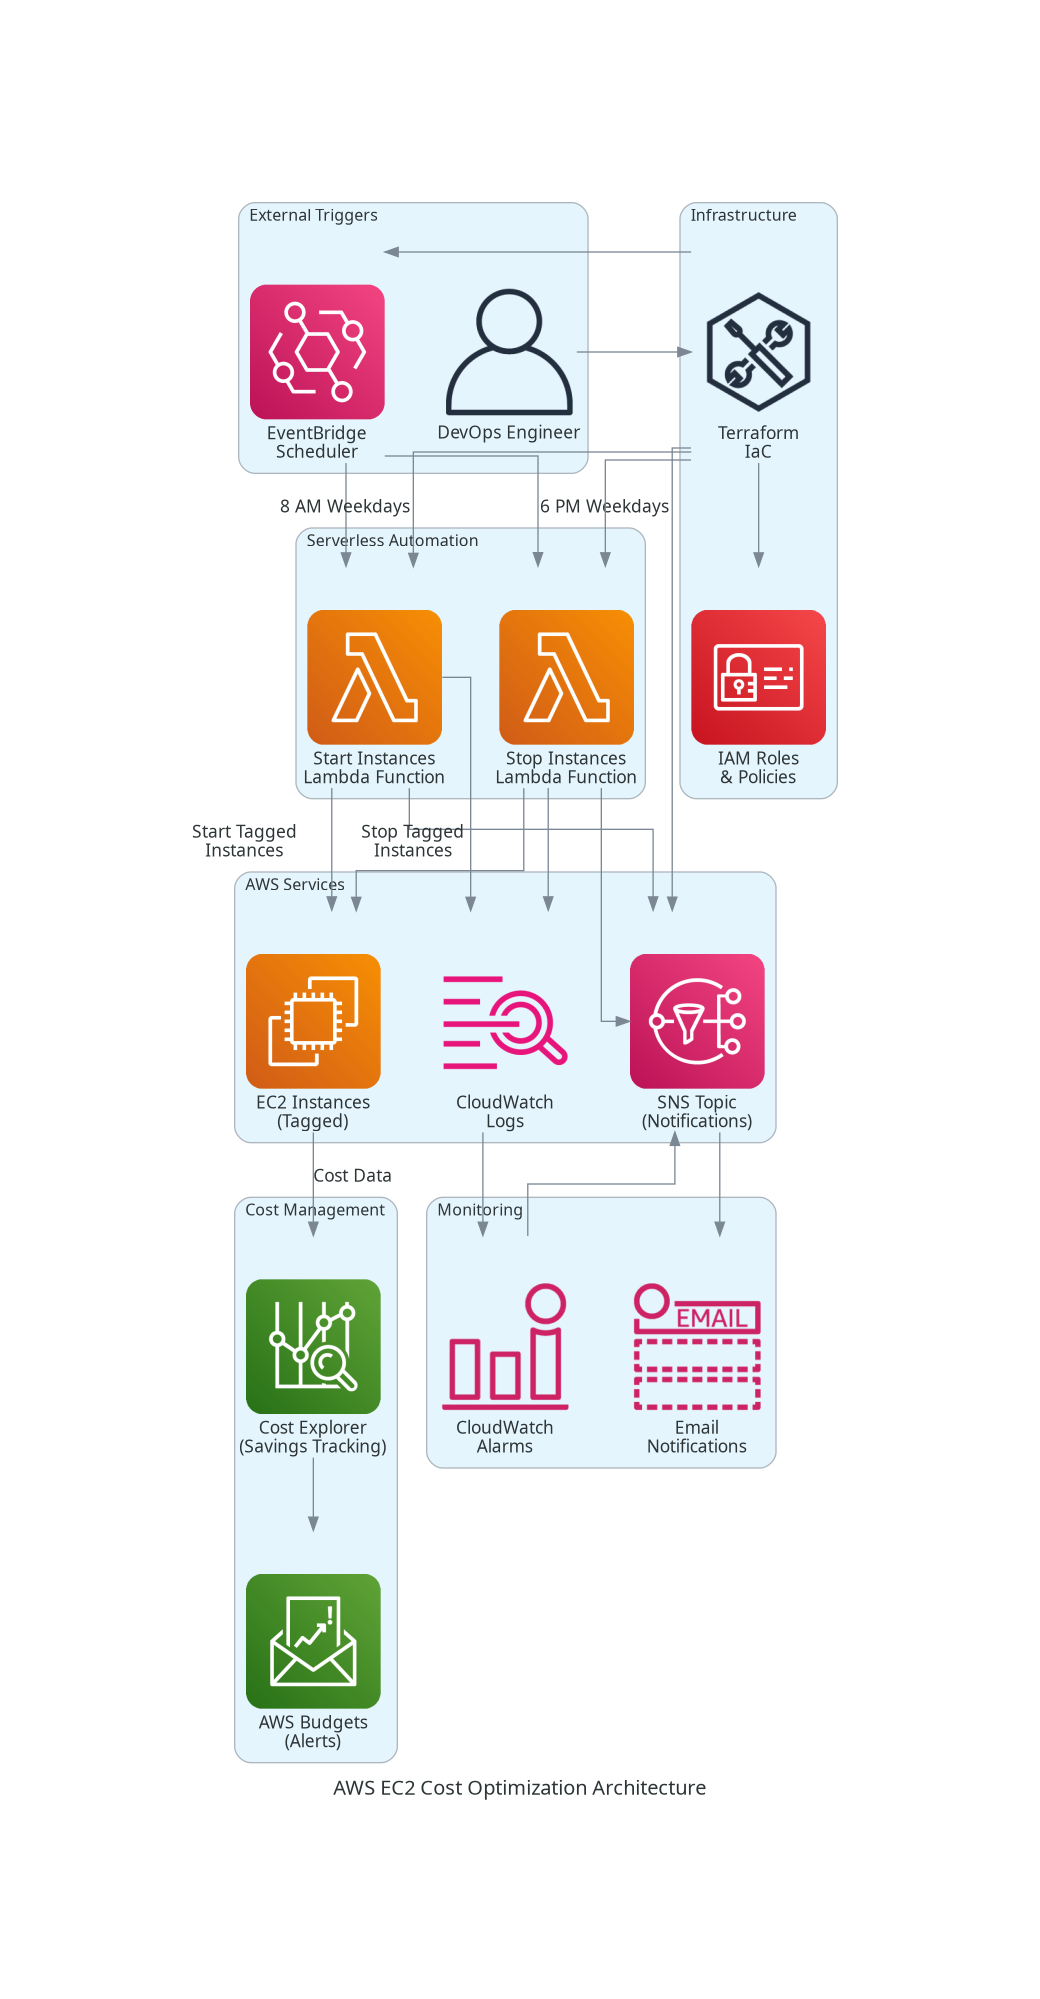 External Triggers
Infrastructure
EventBridge
Scheduler
DevOps Engineer
Terraform
IaC
8 AM Weekdays
6 PM Weekdays
Serverless Automation
Start Instances
Lambda Function
Stop Instances
Lambda Function
IAM Roles
& Policies
Start Tagged
Instances
Stop Tagged
Instances
AWS Services
EC2 Instances
(Tagged)
CloudWatch
Logs
SNS Topic
(Notifications)
Cost Data
Cost Management
Monitoring
EMAIL
Cost Explorer
(Savings Tracking)
CloudWatch
Alarms
Email
Notifications
AWS Budgets
(Alerts)
AWS EC2 Cost Optimization Architecture